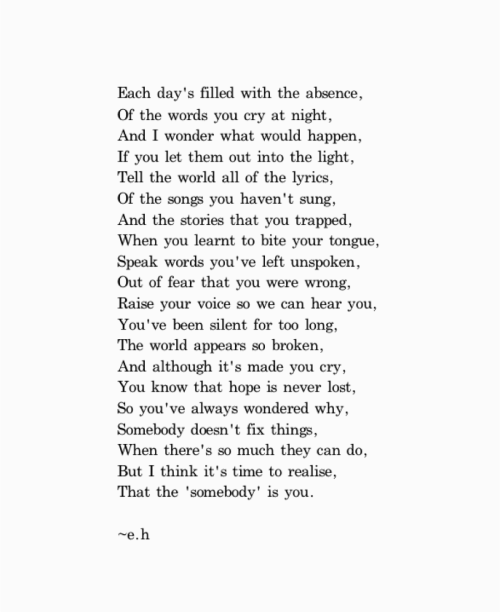 Each day's filled with the absence,
Of the words you cry at night,
And I wonder what would happen,
If you let them out into the light,
Tell the world all of the lyrics,
Of the songs you haven't sung,
And the stories that you trapped,
When you learnt to bite your tongue,
Speak words you've left unspoken,
Out of fear that you were wrong,
Raise your voice so we can hear you,
You've been silent for too long,
The world appears so broken,
And although it's made you cry,
You know that hope is never lost,
So you've always wondered why,
Somebody doesn't fix things,
When there's so much they can do,
But I think it's time to realise,
That the 'somebody' is you.
~e.h